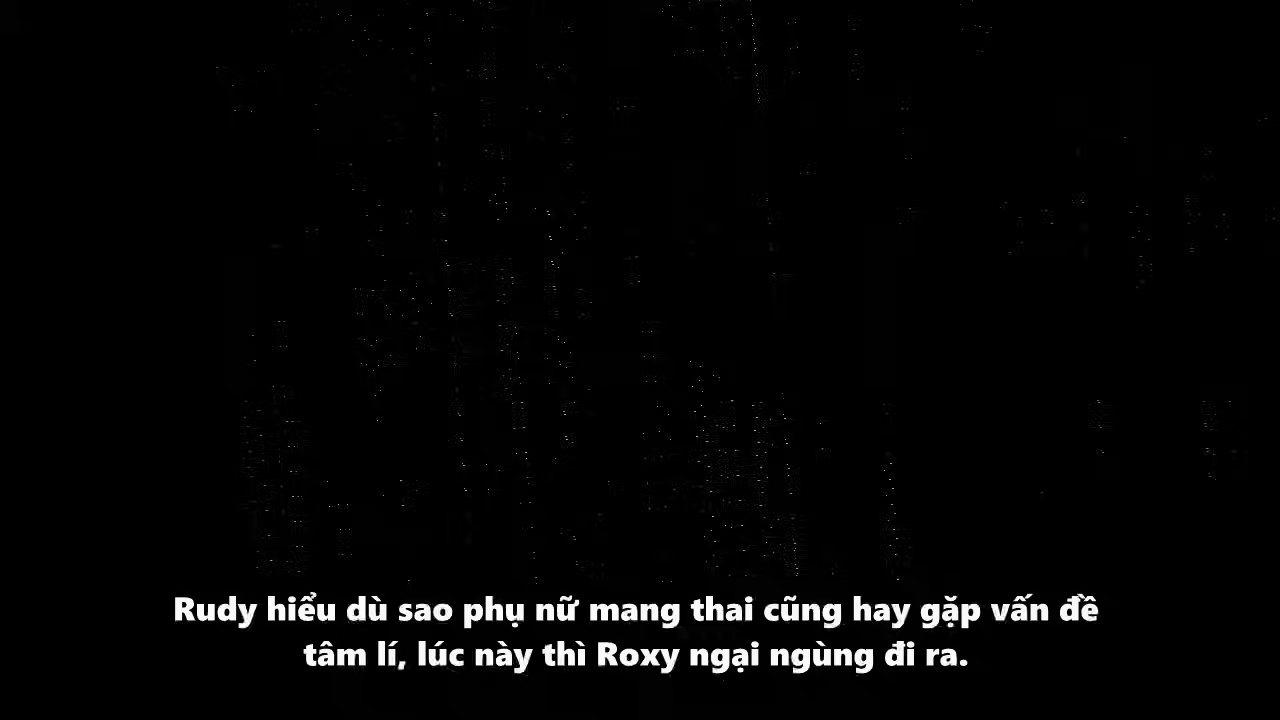 Rudy hiểu dù sao phụ nữ mang thai cũng hay gặp vấn đề
tâm lí, lúc này thì Roxy ngại ngùng đi ra.